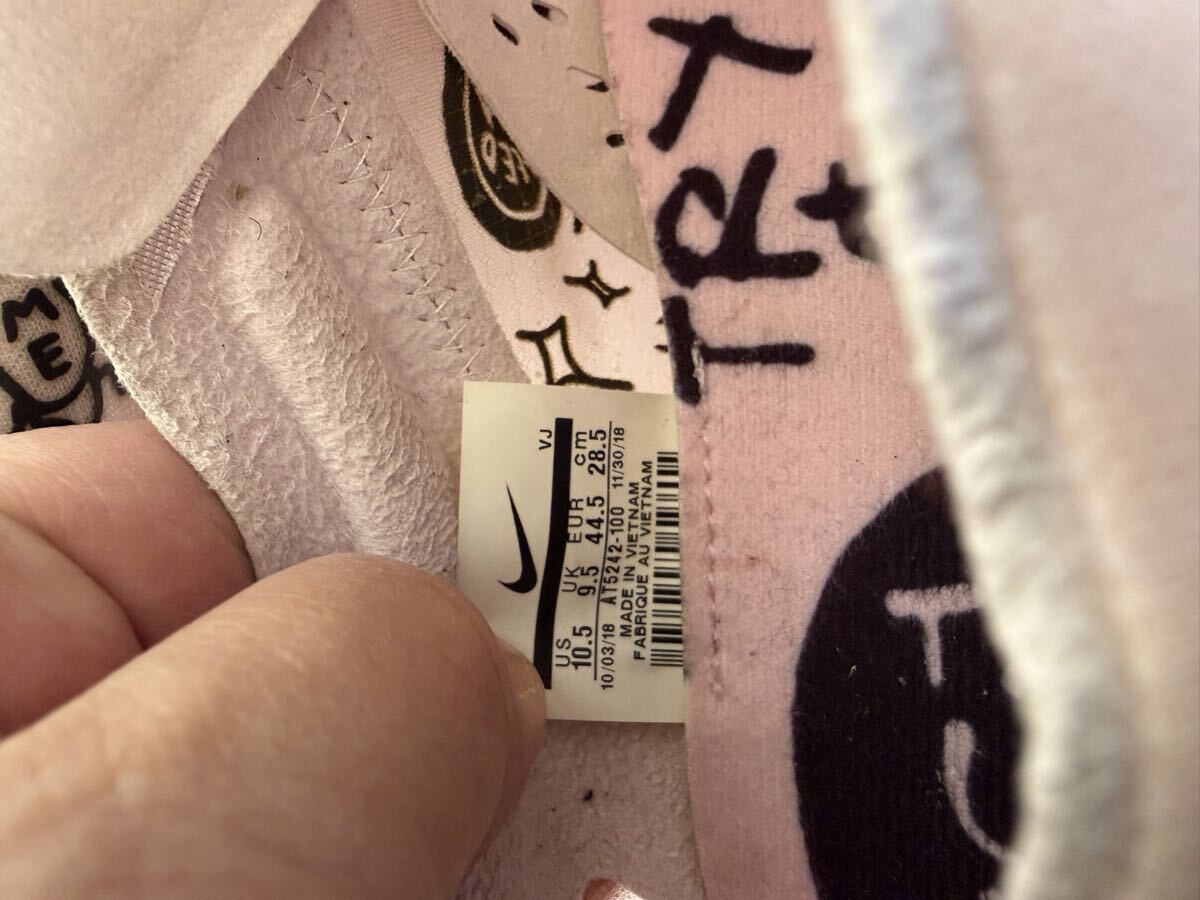 ME
VJ
US UK EUR cm
10.5 9.5 44.5 28.5
10/03/18 AT5242-100 11/30/18
MADE IN VIETNAM
FABRIQUE AU VIETNAM